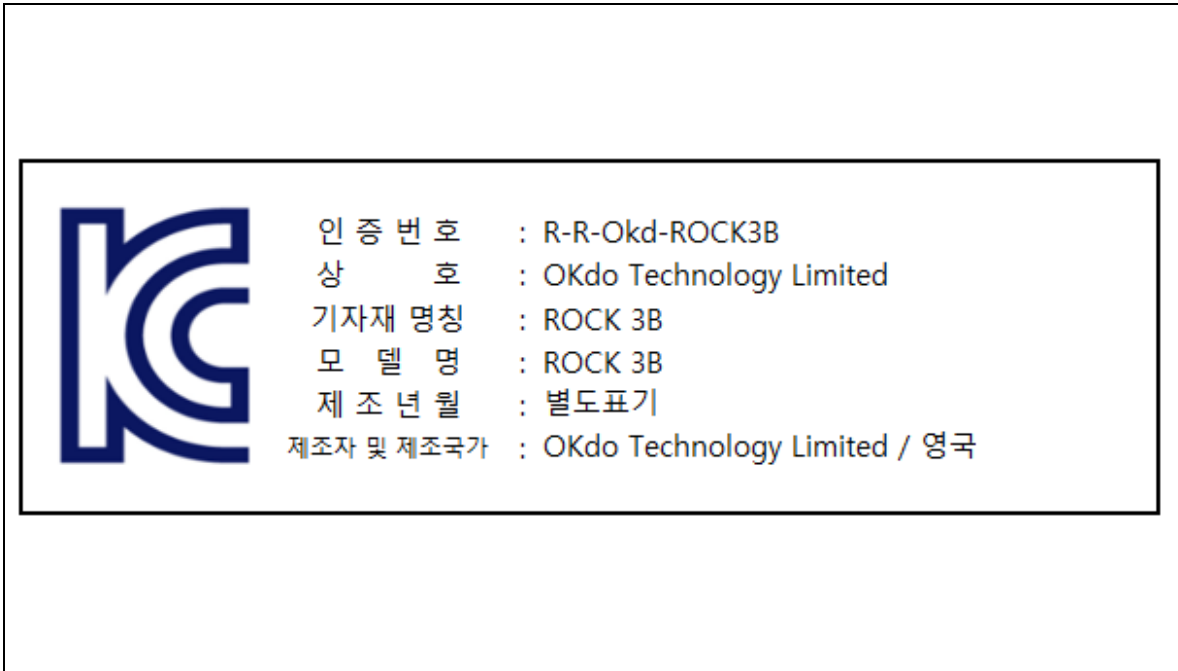 인 증 번 호 : R-R-Okd-ROCK3B
상 호 : OKdo Technology Limited
기자재 명칭 : ROCK 3B
모 델 명 : ROCK 3B
제 조 년 월 : 별도표기
제조자 및 제조국가 : OKdo Technology Limited / 영국